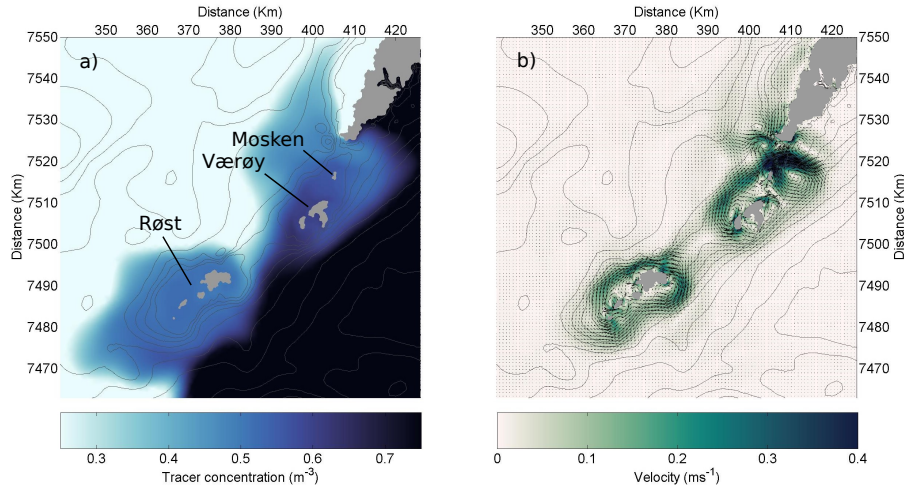 Distance (Km)
350 360 370 380 390 400 410 420
7550
7540
7530
7520
7510
7500
7490
7480
7470
Distance (Km)
a)
Mosken
Værøy
Røst
0.3 0.4 0.5 0.6 0.7
Tracer concentration (m⁻³)
Distance (Km)
350 360 370 380 390 400 410 420
b)
7550
7540
7530
7520
7510
7500
7490
7480
7470
Distance (Km)
0 0.1 0.2 0.3 0.4
Velocity (ms⁻¹)